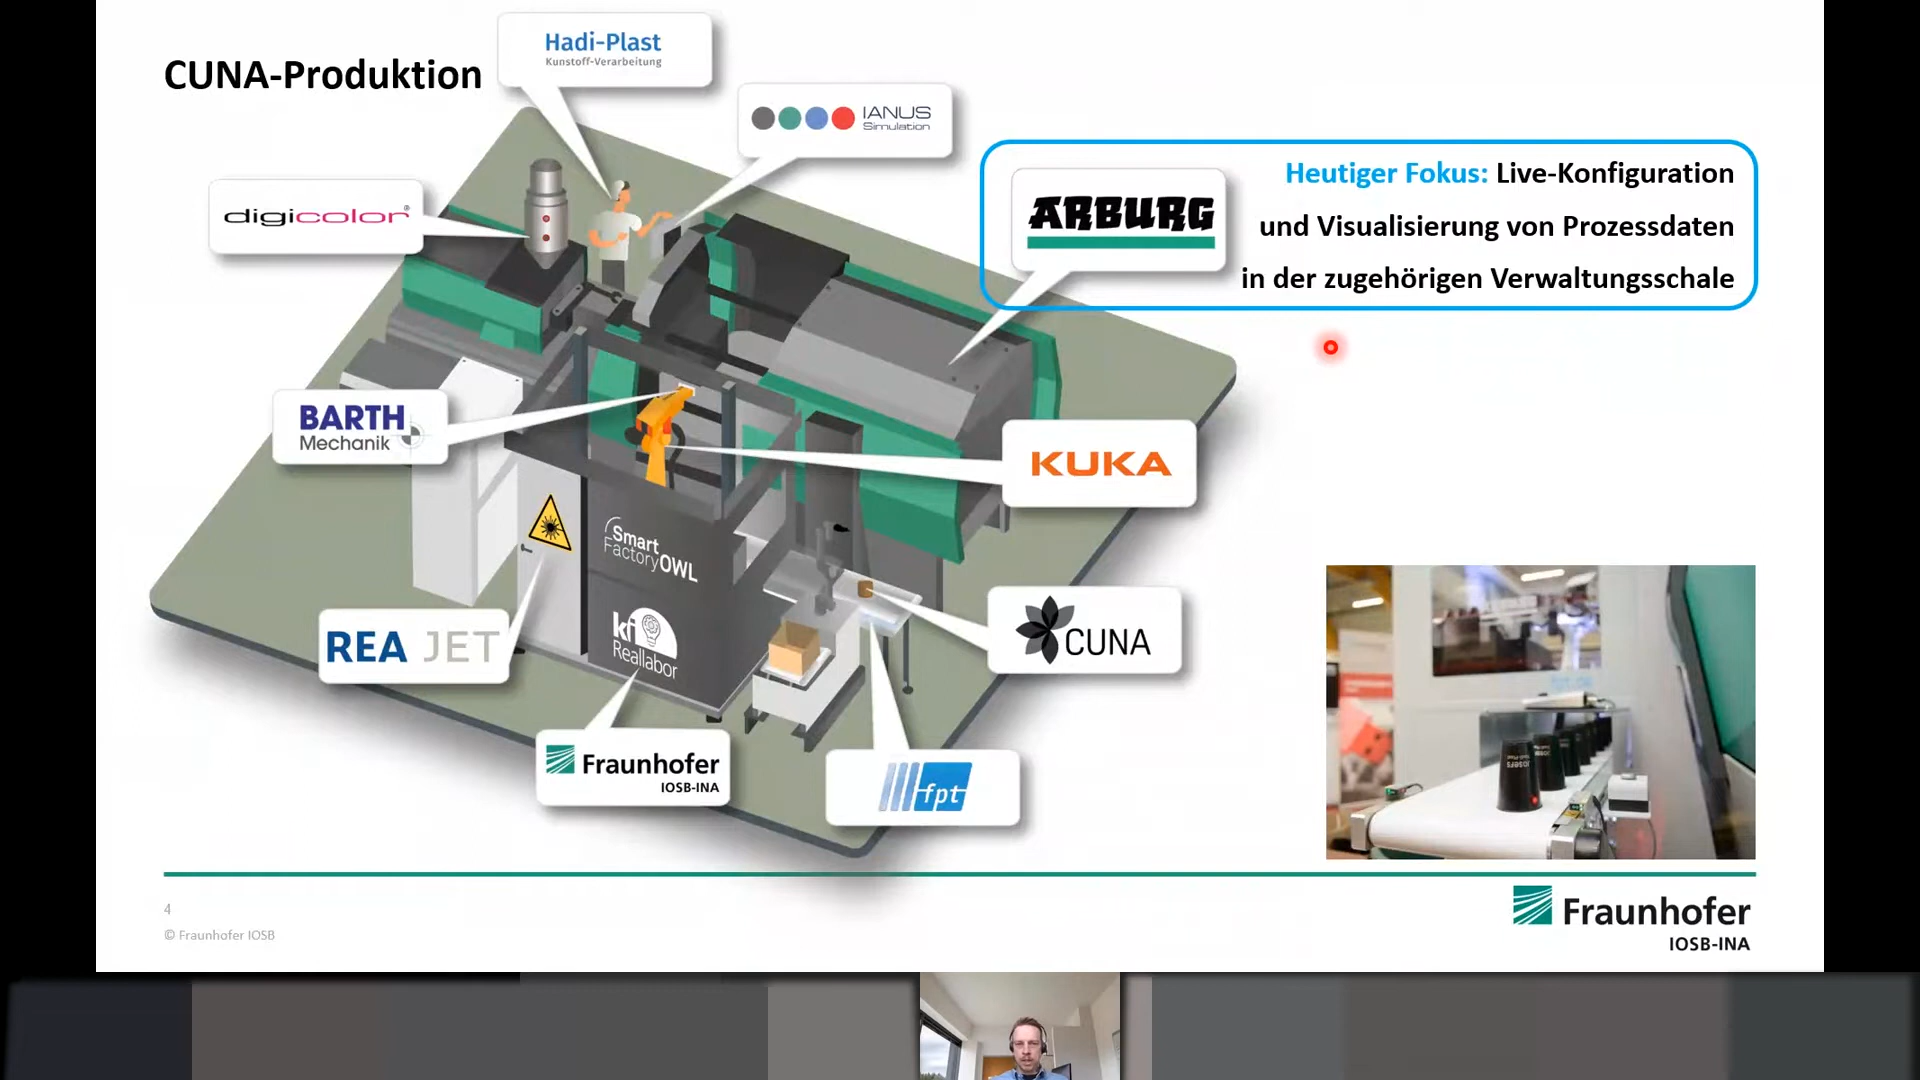 CUNA-Produktion
Hadi-Plast
Kunstoff-Verarbeitung
IANUS
Simulation
digicolor®
ARBURG
Heutiger Fokus: Live-Konfiguration
und Visualisierung von Prozessdaten
in der zugehörigen Verwaltungsschale
BARTH
Mechanik
KUKA
Smart
FactoryOWL
kfi
Reallabor
REA JET
CUNA
Fraunhofer
IOSB-INA
fpt
4
© Fraunhofer IOSB
Fraunhofer
IOSB-INA